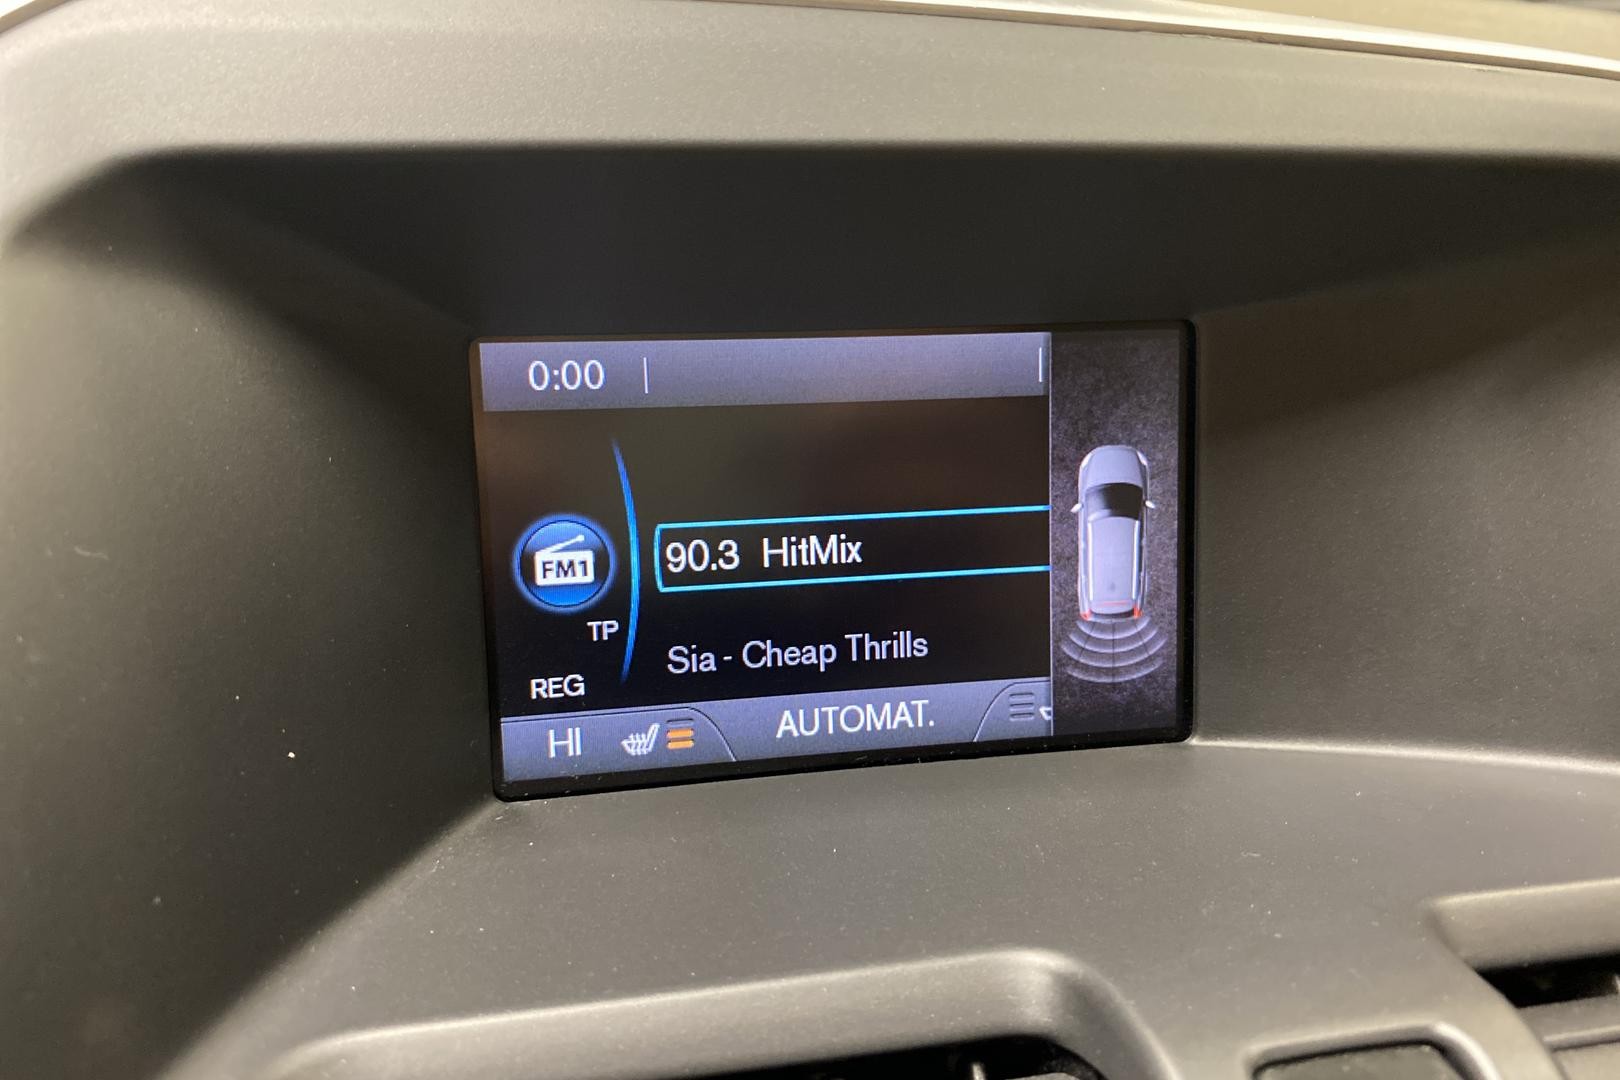 0:00
FM1
90.3 HitMix
TP
Sia - Cheap Thrills
REG
HI
AUTOMAT.